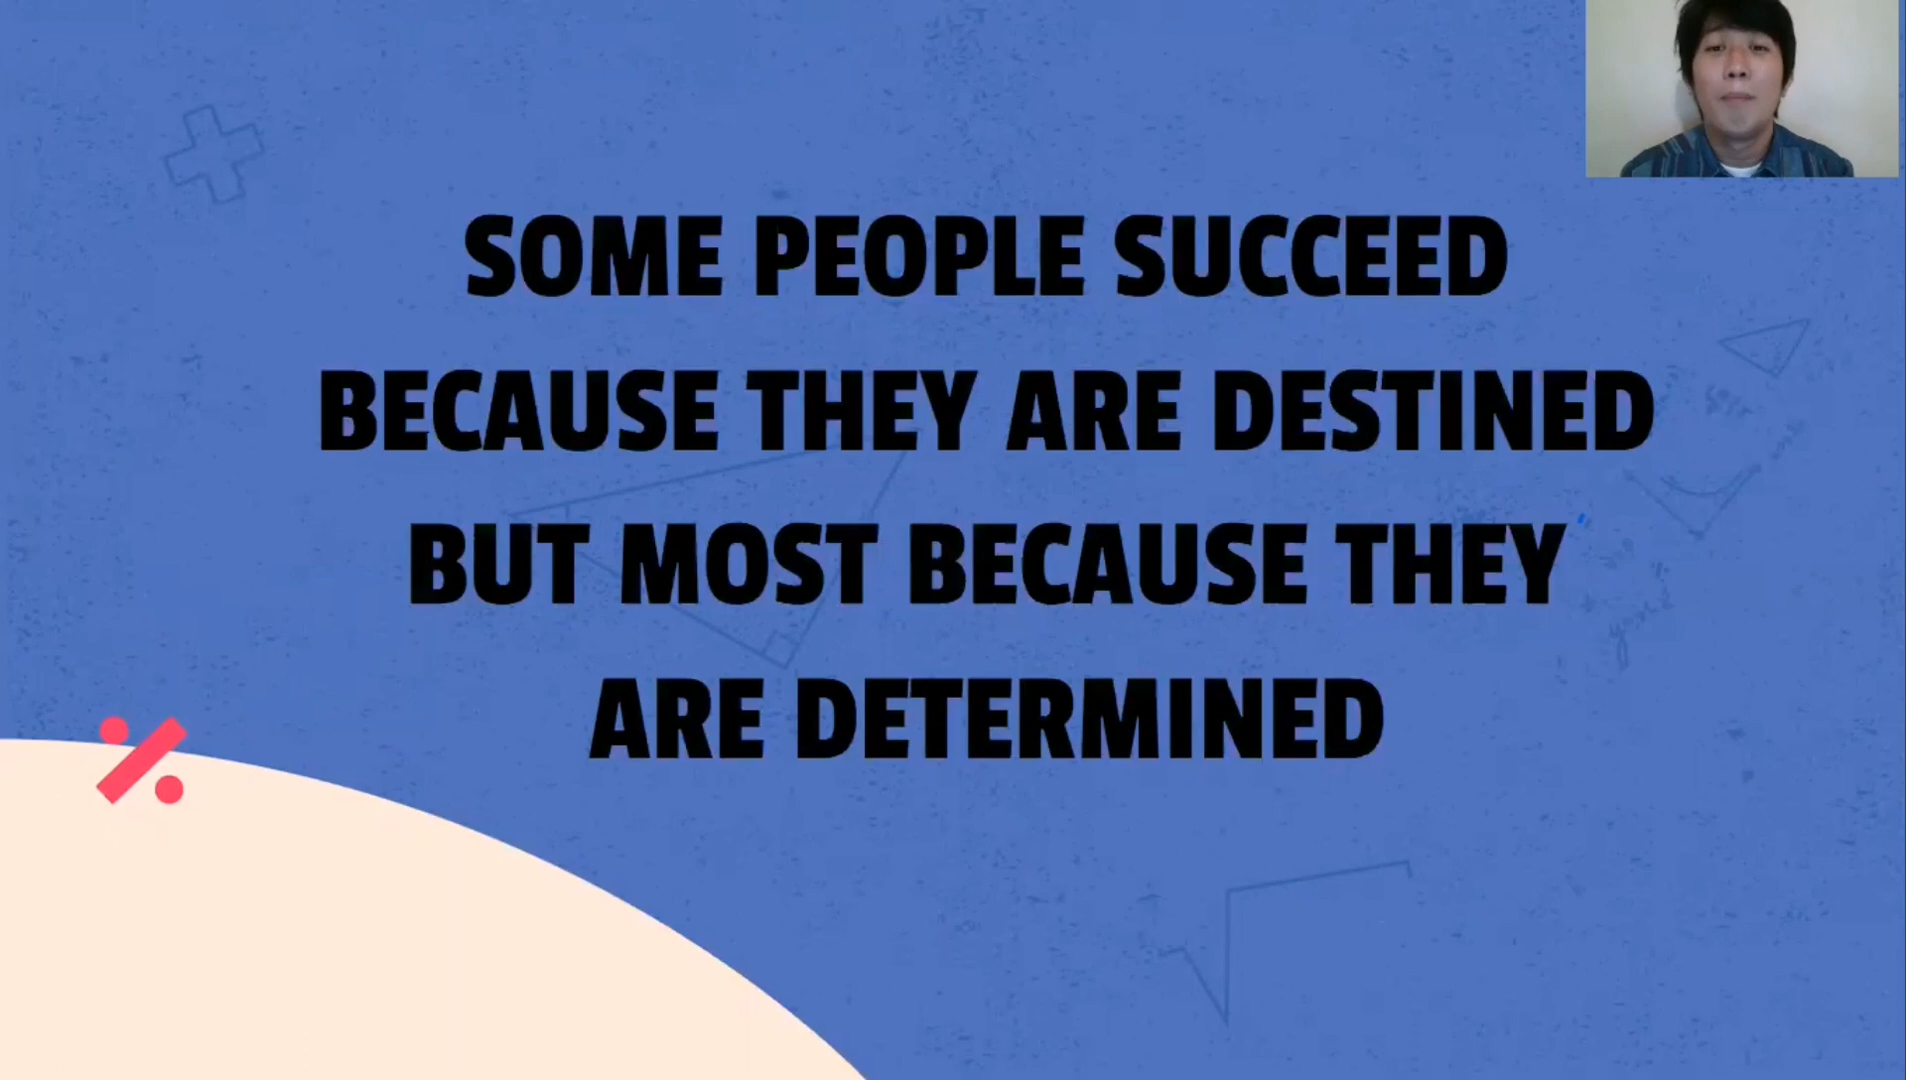 SOME PEOPLE SUCCEED
BECAUSE THEY ARE DESTINED
BUT MOST BECAUSE THEY
ARE DETERMINED